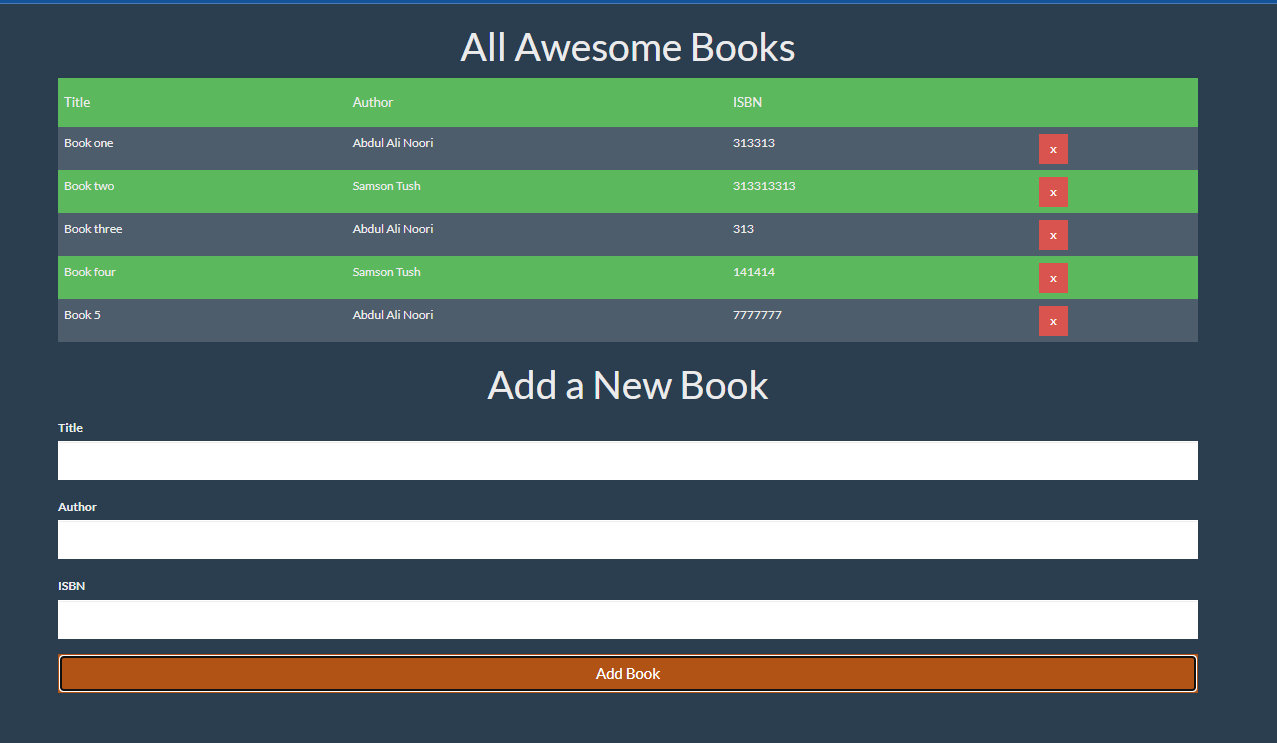 All Awesome Books
Title Author ISBN
Book one Abdul Ali Noori 313313 x
Book two Samson Tush 313313313 x
Book three Abdul Ali Noori 313 x
Book four Samson Tush 141414 x
Book 5 Abdul Ali Noori 7777777 x
Add a New Book
Title
Author
ISBN
Add Book